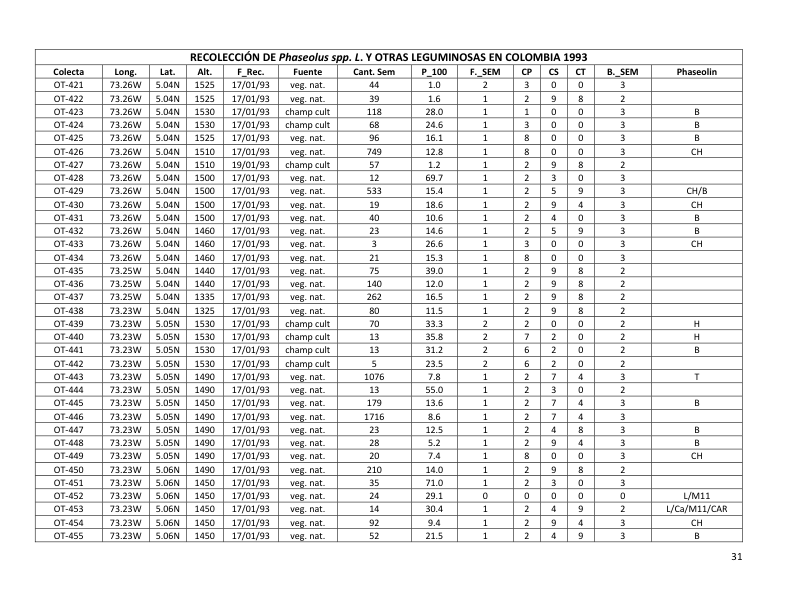 RECOLECCIÓN DE Phaseolus spp. L. Y OTRAS LEGUMINOSAS EN COLOMBIA 1993
Colecta Long. Lat. Alt. F_Rec. Fuente Cant. Sem P_100 F._SEM CP CS CT B._SEM Phaseolin
OT-421 73.26W 5.04N 1525 17/01/93 veg. nat. 44 1.0 2 3 0 0 3
OT-422 73.26W 5.04N 1525 17/01/93 veg. nat. 39 1.6 1 2 9 8 2
OT-423 73.26W 5.04N 1530 17/01/93 champ cult 118 28.0 1 1 0 0 3 B
OT-424 73.26W 5.04N 1530 17/01/93 champ cult 68 24.6 1 3 0 0 3 B
OT-425 73.26W 5.04N 1525 17/01/93 veg. nat. 96 16.1 1 8 0 0 3 B
OT-426 73.26W 5.04N 1510 17/01/93 veg. nat. 749 12.8 1 8 0 0 3 CH
OT-427 73.26W 5.04N 1510 19/01/93 champ cult 57 1.2 1 2 9 8 2
OT-428 73.26W 5.04N 1500 17/01/93 veg. nat. 12 69.7 1 2 3 0 3
OT-429 73.26W 5.04N 1500 17/01/93 veg. nat. 533 15.4 1 2 5 9 3 CH/B
OT-430 73.26W 5.04N 1500 17/01/93 veg. nat. 19 18.6 1 2 9 4 3 CH
OT-431 73.26W 5.04N 1500 17/01/93 veg. nat. 40 10.6 1 2 4 0 3 B
OT-432 73.26W 5.04N 1460 17/01/93 veg. nat. 23 14.6 1 2 5 9 3 B
OT-433 73.26W 5.04N 1460 17/01/93 veg. nat. 3 26.6 1 3 0 0 3 CH
OT-434 73.26W 5.04N 1460 17/01/93 veg. nat. 21 15.3 1 8 0 0 3
OT-435 73.25W 5.04N 1440 17/01/93 veg. nat. 75 39.0 1 2 9 8 2
OT-436 73.25W 5.04N 1440 17/01/93 veg. nat. 140 12.0 1 2 9 8 2
OT-437 73.25W 5.04N 1335 17/01/93 veg. nat. 262 16.5 1 2 9 8 2
OT-438 73.23W 5.04N 1325 17/01/93 veg. nat. 80 11.5 1 2 9 8 2
OT-439 73.23W 5.05N 1530 17/01/93 champ cult 70 33.3 2 2 0 0 2 H
OT-440 73.23W 5.05N 1530 17/01/93 champ cult 13 35.8 2 7 2 0 2 H
OT-441 73.23W 5.05N 1530 17/01/93 champ cult 13 31.2 2 6 2 0 2 B
OT-442 73.23W 5.05N 1530 17/01/93 champ cult 5 23.5 2 6 2 0 2
OT-443 73.23W 5.05N 1490 17/01/93 veg. nat. 1076 7.8 1 2 7 4 3 T
OT-444 73.23W 5.05N 1490 17/01/93 veg. nat. 13 55.0 1 2 3 0 2
OT-445 73.23W 5.05N 1450 17/01/93 veg. nat. 179 13.6 1 2 7 4 3 B
OT-446 73.23W 5.05N 1490 17/01/93 veg. nat. 1716 8.6 1 2 7 4 3
OT-447 73.23W 5.05N 1490 17/01/93 veg. nat. 23 12.5 1 2 4 8 3 B
OT-448 73.23W 5.05N 1490 17/01/93 veg. nat. 28 5.2 1 2 9 4 3 B
OT-449 73.23W 5.05N 1490 17/01/93 veg. nat. 20 7.4 1 8 0 0 3 CH
OT-450 73.23W 5.06N 1490 17/01/93 veg. nat. 210 14.0 1 2 9 8 2
OT-451 73.23W 5.06N 1450 17/01/93 veg. nat. 35 71.0 1 2 3 0 3
OT-452 73.23W 5.06N 1450 17/01/93 veg. nat. 24 29.1 0 0 0 0 0 L/M11
OT-453 73.23W 5.06N 1450 17/01/93 veg. nat. 14 30.4 1 2 4 9 2 L/Ca/M11/CAR
OT-454 73.23W 5.06N 1450 17/01/93 veg. nat. 92 9.4 1 2 9 4 3 CH
OT-455 73.23W 5.06N 1450 17/01/93 veg. nat. 52 21.5 1 2 4 9 3 B
31